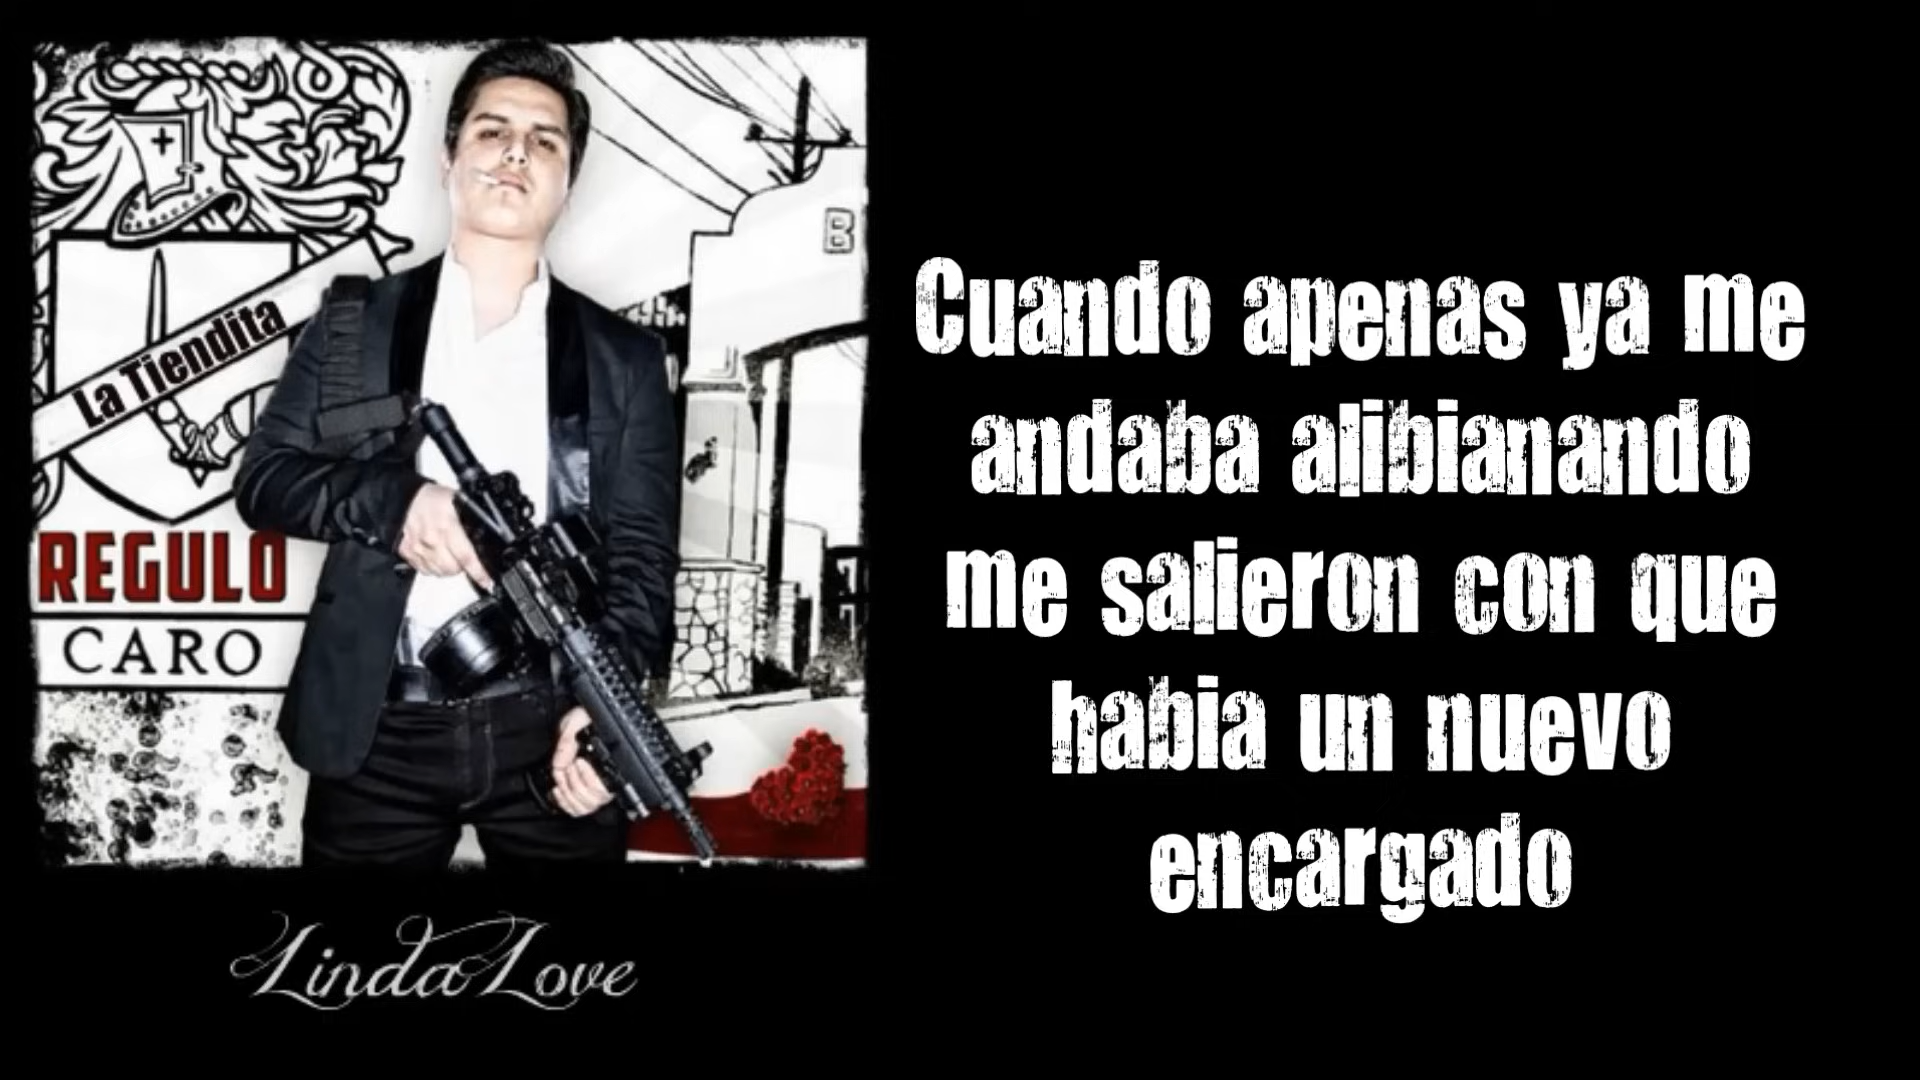 B
La Tiendita
REGULO
CARO
Linda Love
Cuando apenas ya me
andaba alibianando
me salieron con que
habia un nuevo
encargado